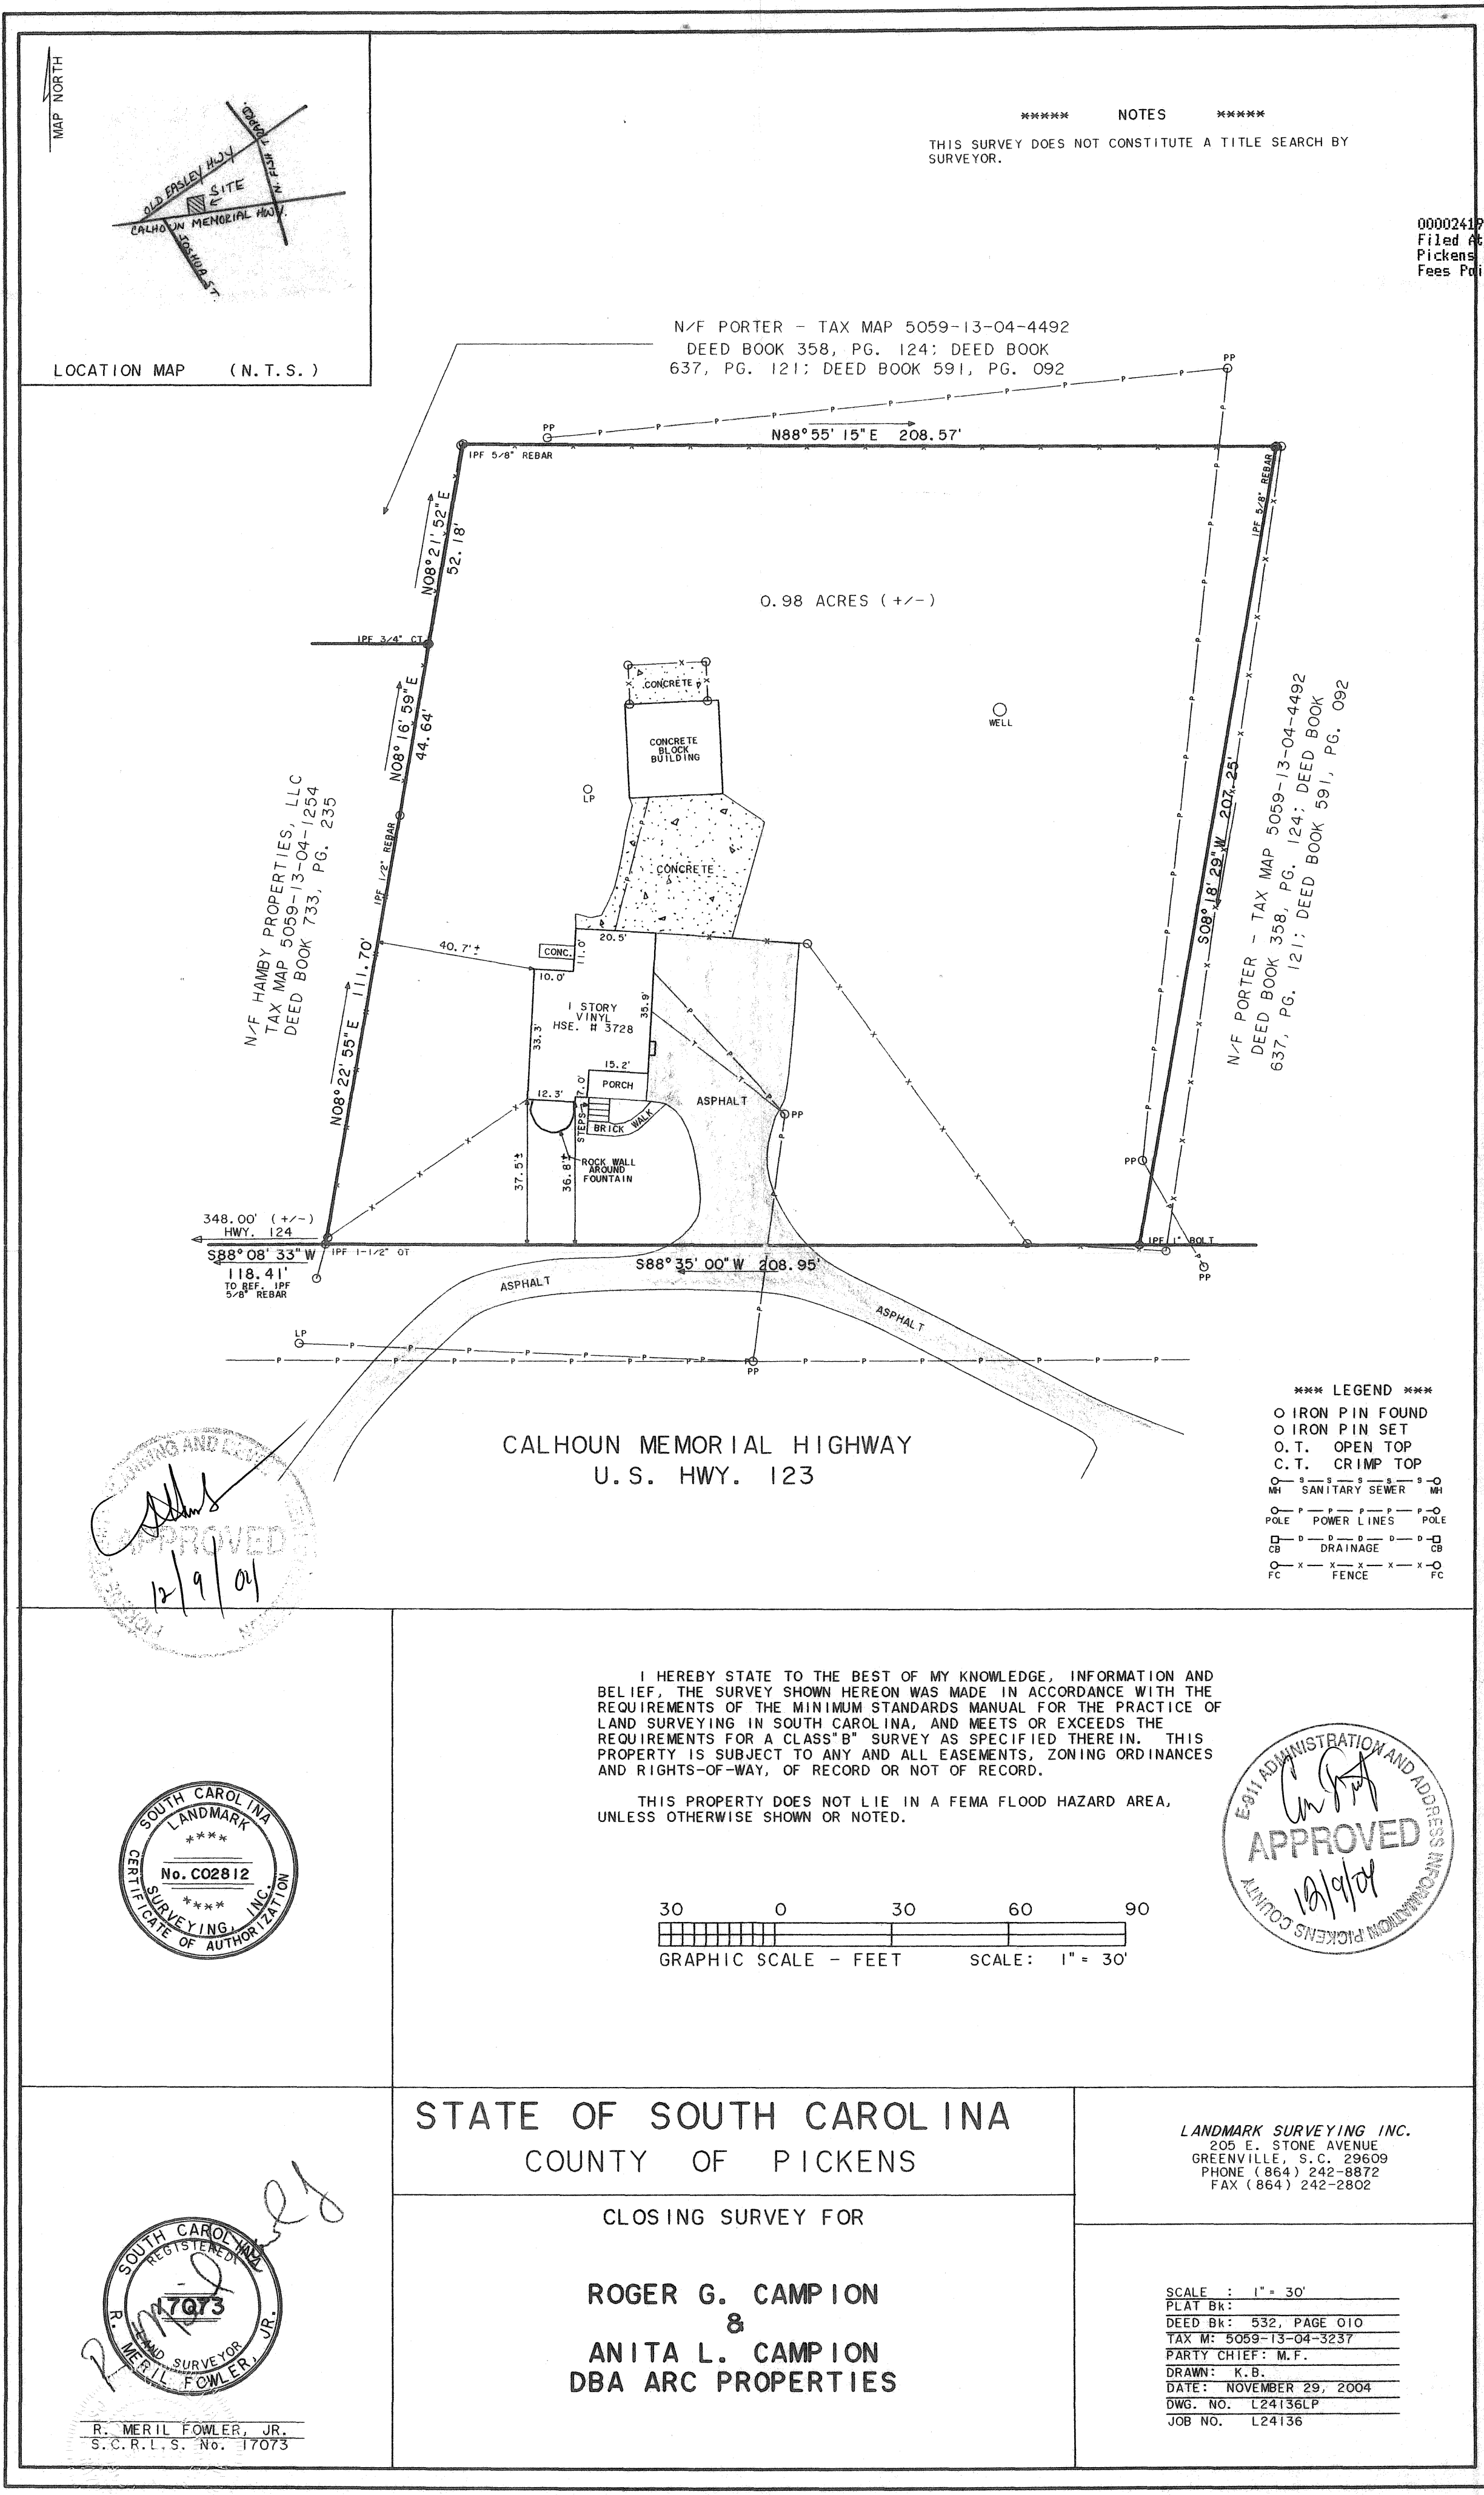 MAP NORTH
OLD EASLEY HWY
N. FISH TRAP RD.
SITE
CALHOUN MEMORIAL HWY.
JOSHUA ST.
LOCATION MAP (N.T.S.)
***** NOTES *****
THIS SURVEY DOES NOT CONSTITUTE A TITLE SEARCH BY
SURVEYOR.
00002419
Filed At
Pickens
Fees Pai
N/F PORTER - TAX MAP 5059-13-04-4492
DEED BOOK 358, PG. 124; DEED BOOK
637, PG. 121; DEED BOOK 591, PG. 092
PP
PP
N88°55'15"E 208.57'
IPF 5/8" REBAR
IPF 5/8" REBAR
N08°21'52"E
52.18'
0.98 ACRES (+/-)
IPF 3/4" CT
CONCRETE
N08°16'59"E
44.64'
WELL
CONCRETE
BLOCK
BUILDING
LP
S08°18'29"W 207.25'
N/F PORTER - TAX MAP 5059-13-04-4492
DEED BOOK 358, PG. 124; DEED BOOK
637, PG. 121; DEED BOOK 591, PG. 092
N/F HAMBY PROPERTIES, LLC
TAX MAP 5059-13-04-1254
DEED BOOK 733, PG. 235
IPF 1/2" REBAR
CONCRETE
N08°22'55"E 111.70'
40.7'±
CONC.
11.0'
20.5'
10.0'
1 STORY
VINYL
HSE. # 3728
33.3'
35.9'
15.2'
PORCH
12.3'
7.0'
STEPS
BRICK WALK
ASPHALT
PP
ROCK WALL
AROUND
FOUNTAIN
37.5'±
36.8'±
PP
348.00' (+/-)
HWY. 124
S88°08'33"W
118.41'
TO REF. IPF
5/8" REBAR
IPF 1-1/2" OT
S88°35'00"W 208.95'
IPF 1" BOLT
PP
ASPHALT
ASPHALT
LP
PP
CALHOUN MEMORIAL HIGHWAY
U.S. HWY. 123
*** LEGEND ***
IRON PIN FOUND
IRON PIN SET
O.T. OPEN TOP
C.T. CRIMP TOP
S S S S S
MH SANITARY SEWER MH
P P P P P
POLE POWER LINES POLE
D D D D D
CB DRAINAGE CB
X X X X X
FC FENCE FC
APPROVED
12/9/04
I HEREBY STATE TO THE BEST OF MY KNOWLEDGE, INFORMATION AND
BELIEF, THE SURVEY SHOWN HEREON WAS MADE IN ACCORDANCE WITH THE
REQUIREMENTS OF THE MINIMUM STANDARDS MANUAL FOR THE PRACTICE OF
LAND SURVEYING IN SOUTH CAROLINA, AND MEETS OR EXCEEDS THE
REQUIREMENTS FOR A CLASS"B" SURVEY AS SPECIFIED THEREIN. THIS
PROPERTY IS SUBJECT TO ANY AND ALL EASEMENTS, ZONING ORDINANCES
AND RIGHTS-OF-WAY, OF RECORD OR NOT OF RECORD.
THIS PROPERTY DOES NOT LIE IN A FEMA FLOOD HAZARD AREA,
UNLESS OTHERWISE SHOWN OR NOTED.
E-911 ADMINISTRATION AND ADDRESS INFORMATION
APPROVED
12/9/04
PICKENS COUNTY
SOUTH CAROLINA
LANDMARK
****
No. C02812
****
SURVEYING, INC.
CERTIFICATE OF AUTHORIZATION
30 0 30 60 90
GRAPHIC SCALE - FEET SCALE: 1"= 30'
STATE OF SOUTH CAROLINA
COUNTY OF PICKENS
CLOSING SURVEY FOR
ROGER G. CAMPION
&
ANITA L. CAMPION
DBA ARC PROPERTIES
LANDMARK SURVEYING INC.
205 E. STONE AVENUE
GREENVILLE, S.C. 29609
PHONE (864) 242-8872
FAX (864) 242-2802
SCALE : 1"= 30'
PLAT Bk:
DEED Bk: 532, PAGE 010
TAX M: 5059-13-04-3237
PARTY CHIEF: M.F.
DRAWN: K.B.
DATE: NOVEMBER 29, 2004
DWG. NO. L24136LP
JOB NO. L24136
SOUTH CAROLINA
REGISTERED
17073
LAND SURVEYOR
R. MERIL FOWLER, JR.
R. MERIL FOWLER, JR.
S.C.R.L.S. No. 17073